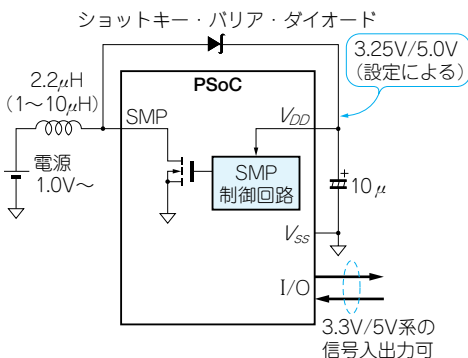 ショットキー・バリア・ダイオード
3.25V/5.0V
(設定による)
2.2μH
(1～10μH)
PSoC
SMP
VDD
電源
1.0V～
SMP
制御回路
+
10μ
VSS
I/O
3.3V/5V系の
信号入出力可